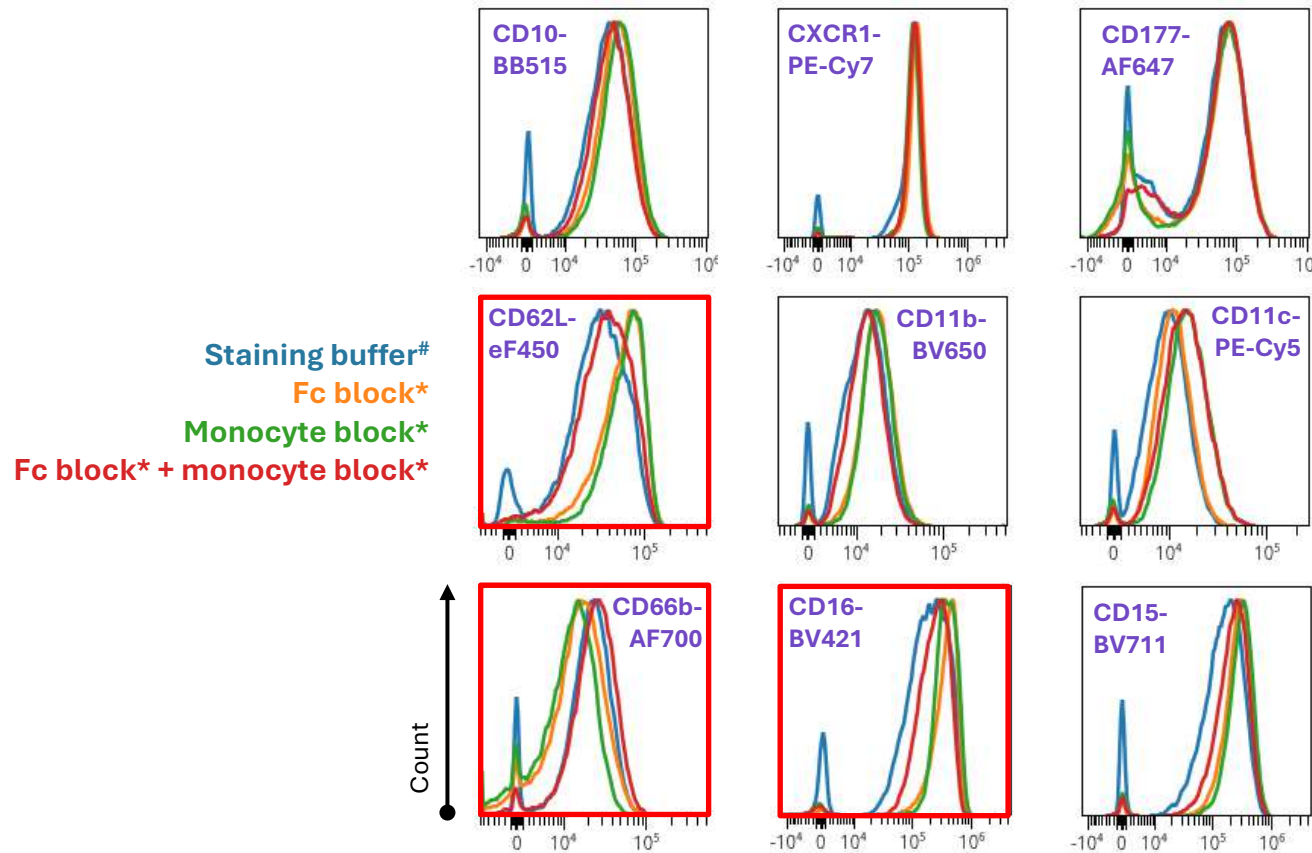 CD10-
BB515
-10⁴ 0 10⁴ 10⁵ 10⁶
CXCR1-
PE-Cy7
-10⁴ 0 10⁴ 10⁵ 10⁶
CD177-
AF647
-10⁴ 0 10⁴ 10⁵
Staining buffer#
Fc block*
Monocyte block*
Fc block* + monocyte block*
CD62L-
eF450
0 10⁴ 10⁵
CD11b-
BV650
0 10⁴ 10⁵
CD11c-
PE-Cy5
0 10⁴ 10⁵
Count
CD66b-
AF700
0 10⁴ 10⁵
CD16-
BV421
-10⁴ 0 10⁴ 10⁵ 10⁶
CD15-
BV711
-10⁴ 0 10⁴ 10⁵ 10⁶